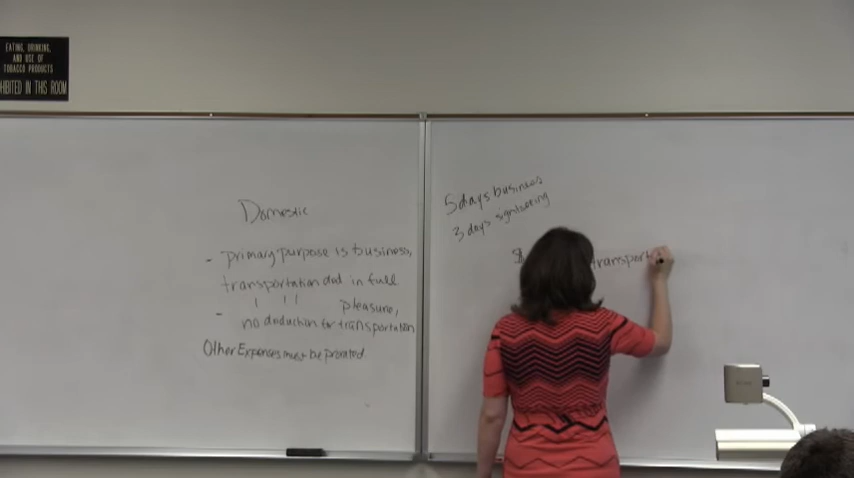 EATING, DRINKING,
AND USE OF
TOBACCO PRODUCTS
HIBITED IN THIS ROOM
Domestic
- primary purpose is business,
transportation ded in full
- " " " pleasure,
no deduction for transportation
Other Expenses must be prorated
5 days business
3 days sightseeing
$ transport